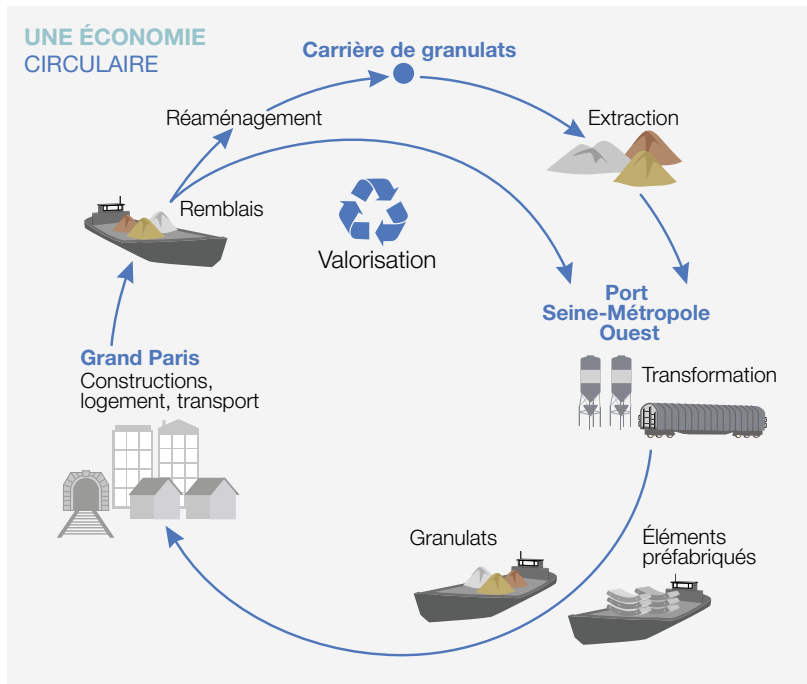 UNE ÉCONOMIE
CIRCULAIRE
Carrière de granulats
Réaménagement
Extraction
Remblais
Valorisation
Port
Seine-Métropole
Ouest
Grand Paris
Constructions,
logement, transport
Transformation
Granulats
Éléments
préfabriqués